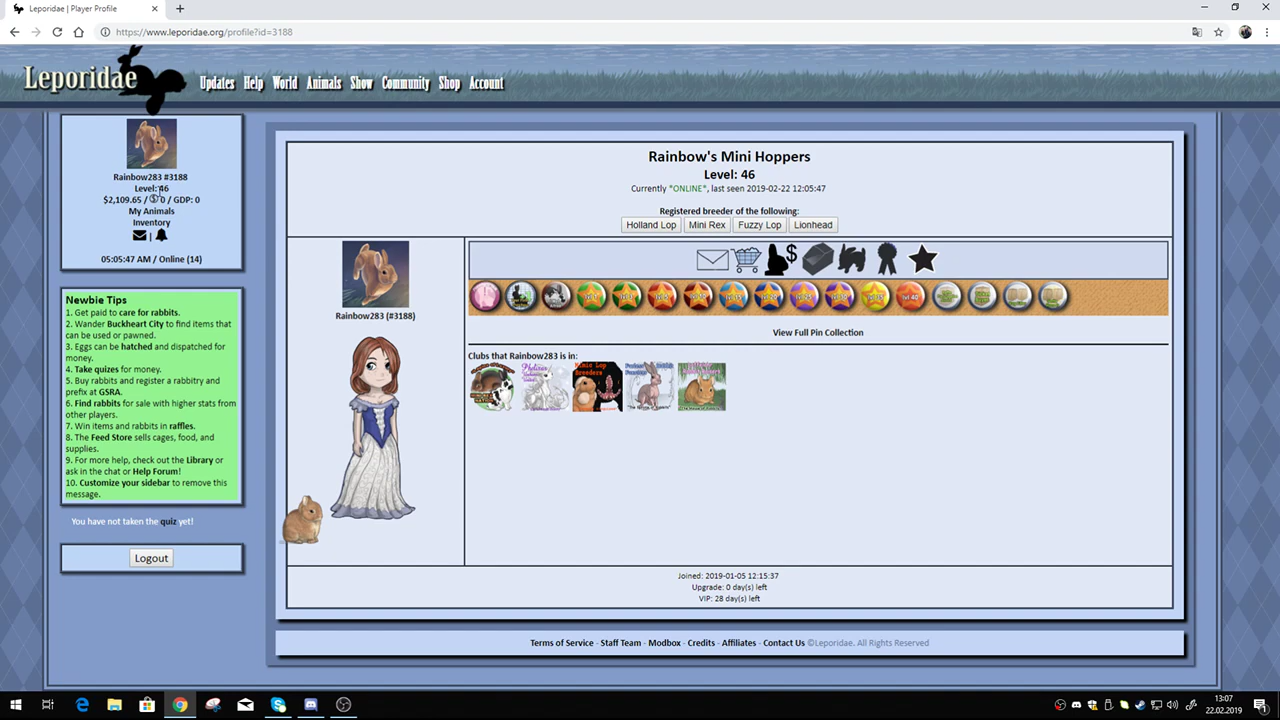 Leporidae | Player Profile
https://www.leporidae.org/profile?id=3188
Leporidae
Updates Help World Animals Show Community Shop Account
Rainbow283 #3188
Level: 46
$2,109.65 / 0 / GDP: 0
My Animals
Inventory
|
05:05:47 AM / Online (14)
Newbie Tips
1. Get paid to care for rabbits.
2. Wander Buckheart City to find items that
can be used or pawned.
3. Eggs can be hatched and dispatched for
money.
4. Take quizes for money.
5. Buy rabbits and register a rabbitry and
prefix at GSRA.
6. Find rabbits for sale with higher stats from
other players.
7. Win items and rabbits in raffles.
8. The Feed Store sells cages, food, and
supplies.
9. For more help, check out the Library or
ask in the chat or Help Forum!
10. Customize your sidebar to remove this
message.
You have not taken the quiz yet!
Logout
Rainbow's Mini Hoppers
Level: 46
Currently *ONLINE*, last seen 2019-02-22 12:05:47
Registered breeder of the following:
Holland Lop Mini Rex Fuzzy Lop Lionhead
Rainbow283 (#3188)
$
View Full Pin Collection
Clubs that Rainbow283 is in:
Joined: 2019-01-05 12:15:37
Upgrade: 0 day(s) left
VIP: 28 day(s) left
Terms of Service - Staff Team - Modbox - Credits - Affiliates - Contact Us ©Leporidae. All Rights Reserved
13:07
22.02.2019